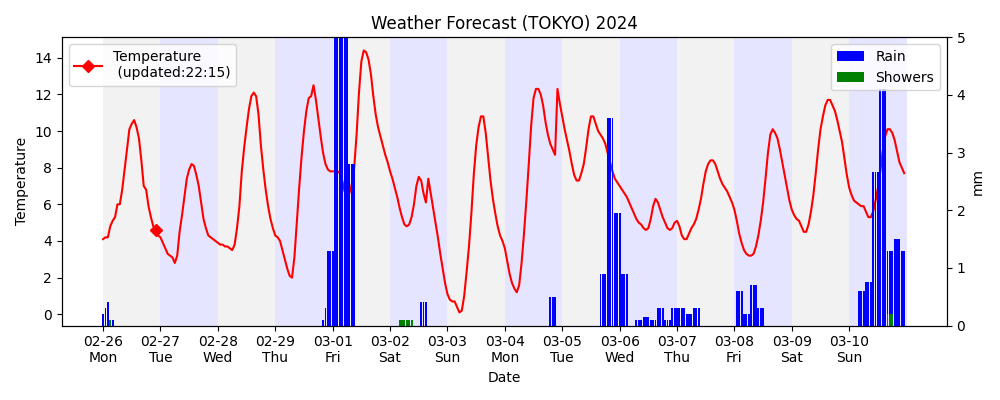 Weather Forecast (TOKYO) 2024
Temperature
(updated:22:15)
Rain
Showers
Temperature
14
12
10
8
6
4
2
0
5
4
3
2
1
0
mm
02-26 02-27 02-28 02-29 03-01 03-02 03-03 03-04 03-05 03-06 03-07 03-08 03-09 03-10
Mon Tue Wed Thu Fri Sat Sun Mon Tue Wed Thu Fri Sat Sun
Date